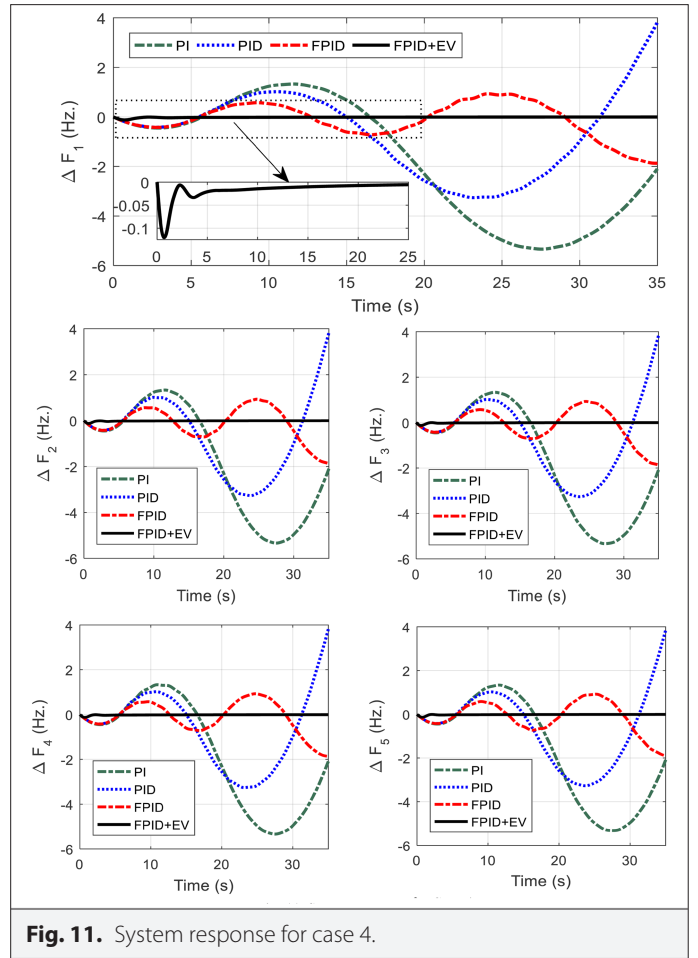 4
2
0
-2
-4
-6
Δ F1 (Hz.)
PI PID FPID FPID+EV
0
-0.05
-0.1
0 5 10 15 20 25
0 5 10 15 20 25 30 35
Time (s)
4
2
0
-2
-4
-6
Δ F2 (Hz.)
PI
PID
FPID
FPID+EV
0 10 20 30
Time (s)
4
2
0
-2
-4
-6
Δ F3 (Hz.)
PI
PID
FPID
FPID+EV
0 10 20 30
Time (s)
4
2
0
-2
-4
-6
Δ F4 (Hz.)
PI
PID
FPID
FPID+EV
0 10 20 30
Time (s)
4
2
0
-2
-4
-6
Δ F5 (Hz.)
PI
PID
FPID
FPID+EV
0 10 20 30
Time (s)
Fig. 11. System response for case 4.